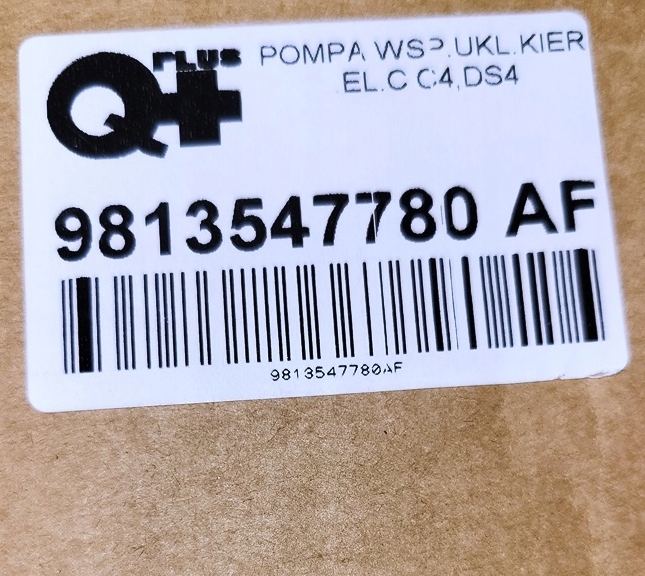 Q+ PLUS
POMPA WSP.UKL.KIER
EL.C C4,DS4
9813547780 AF
9813547780AF